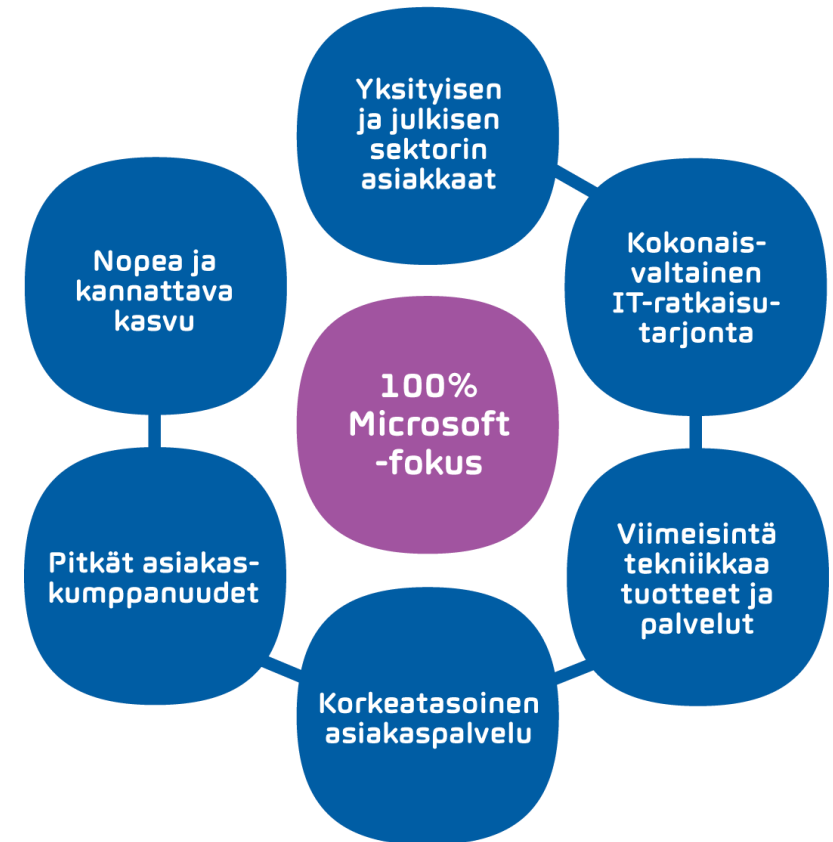 Yksityisen
ja julkisen
sektorin
asiakkaat
Kokonais-
valtainen
IT-ratkaisu-
tarjonta
Viimeisintä
tekniikkaa
tuotteet ja
palvelut
Korkeatasoinen
asiakaspalvelu
Pitkät asiakas-
kumppanuudet
Nopea ja
kannattava
kasvu
100%
Microsoft
-fokus